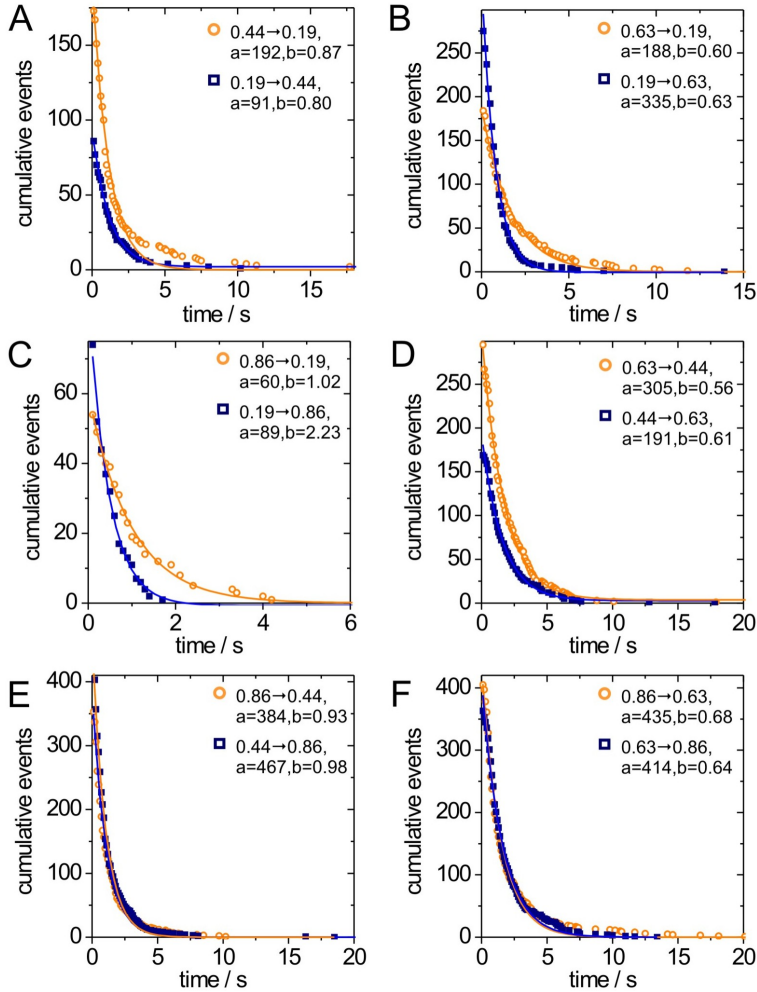 A
cumulative events
150
100
50
0
0.44→0.19,
a=192,b=0.87
0.19→0.44,
a=91,b=0.80
0 5 10 15
time / s
B
cumulative events
250
200
150
100
50
0
0.63→0.19,
a=188,b=0.60
0.19→0.63,
a=335,b=0.63
0 5 10 15
time / s
C
cumulative events
60
40
20
0
0.86→0.19,
a=60,b=1.02
0.19→0.86,
a=89,b=2.23
0 2 4 6
time / s
D
cumulative events
250
200
150
100
50
0
0.63→0.44,
a=305,b=0.56
0.44→0.63,
a=191,b=0.61
0 5 10 15 20
time / s
E
cumulative events
400
300
200
100
0
0.86→0.44,
a=384,b=0.93
0.44→0.86,
a=467,b=0.98
0 5 10 15 20
time / s
F
cumulative events
400
300
200
100
0
0.86→0.63,
a=435,b=0.68
0.63→0.86,
a=414,b=0.64
0 5 10 15 20
time / s